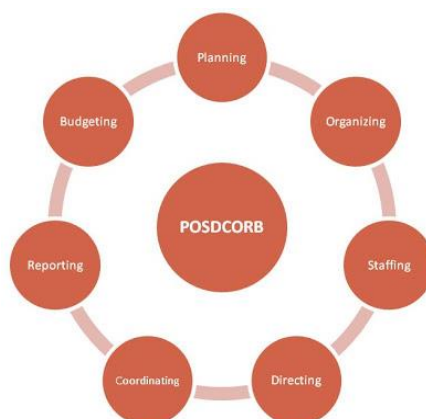 Planning
Organizing
Staffing
Directing
Coordinating
Reporting
Budgeting
POSDCORB